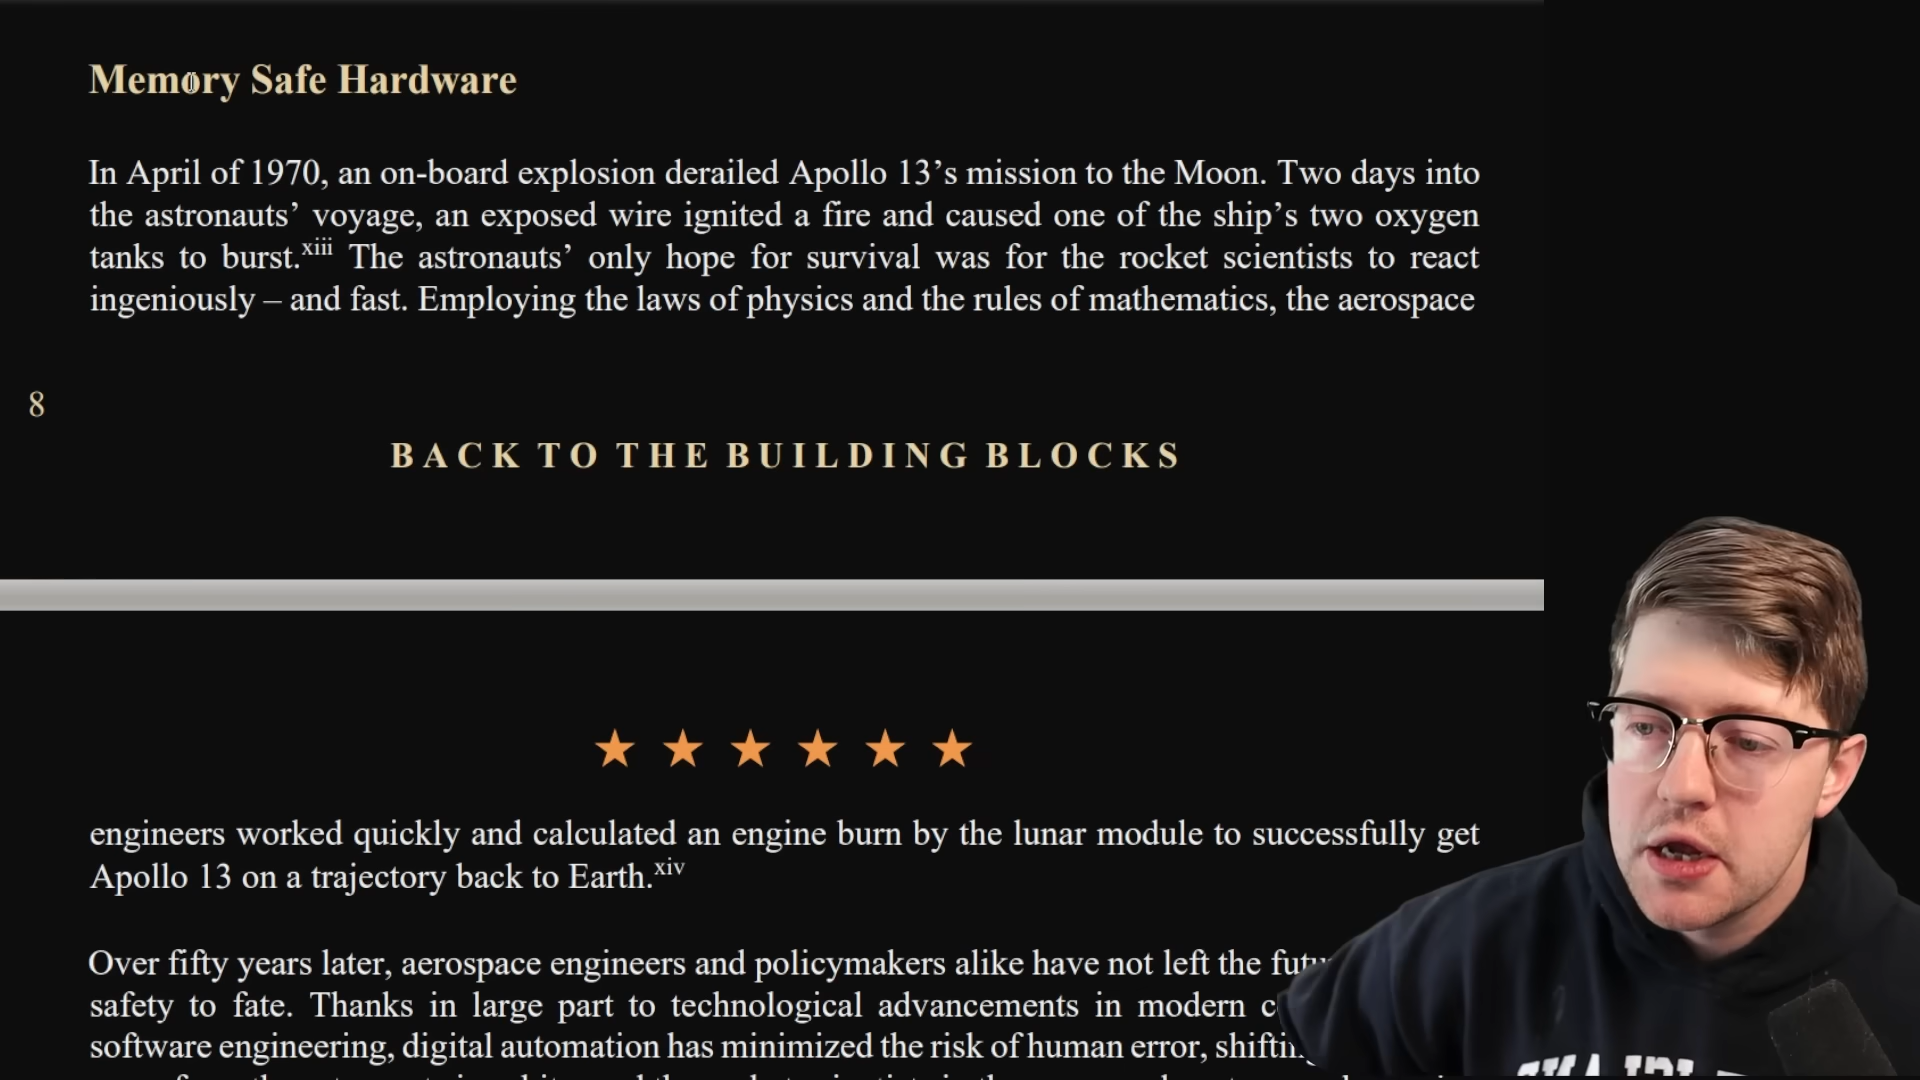 Memory Safe Hardware
In April of 1970, an on-board explosion derailed Apollo 13’s mission to the Moon. Two days into
the astronauts’ voyage, an exposed wire ignited a fire and caused one of the ship’s two oxygen
tanks to burst.xiii The astronauts’ only hope for survival was for the rocket scientists to react
ingeniously – and fast. Employing the laws of physics and the rules of mathematics, the aerospace
8
BACK TO THE BUILDING BLOCKS
engineers worked quickly and calculated an engine burn by the lunar module to successfully get
Apollo 13 on a trajectory back to Earth.xiv
Over fifty years later, aerospace engineers and policymakers alike have not left the
safety to fate. Thanks in large part to technological advancements in modern
software engineering, digital automation has minimized the risk of human error,